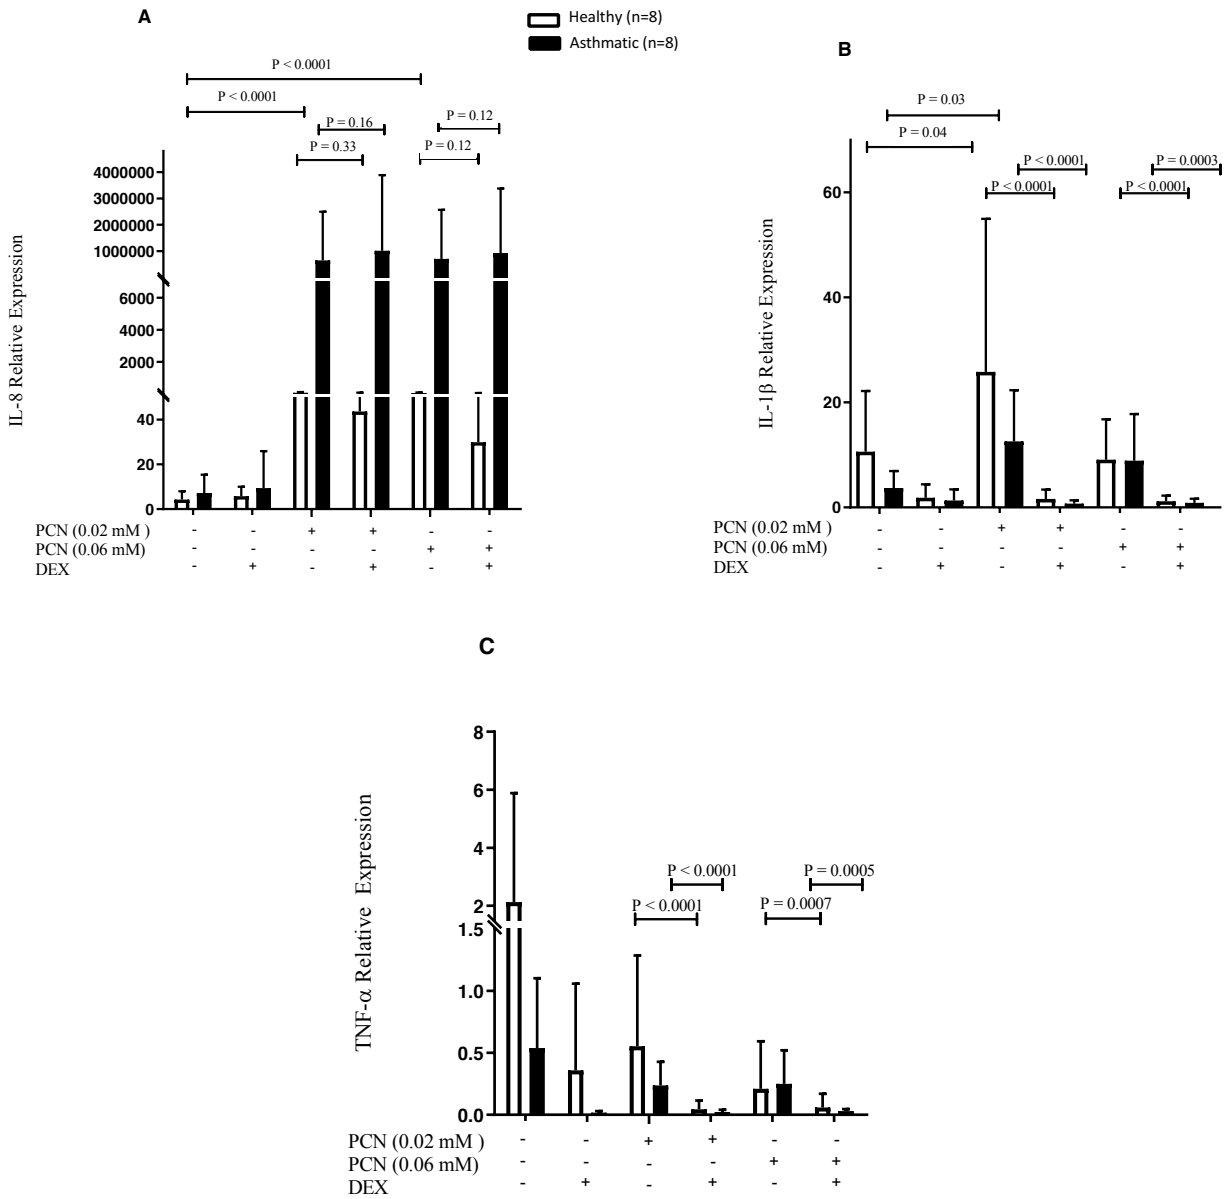 A
Healthy (n=8)
Asthmatic (n=8)
B
P < 0.0001
P < 0.0001
P = 0.16
P = 0.12
P = 0.33
P = 0.12
IL-8 Relative Expression
4000000
3000000
2000000
1000000
6000
4000
2000
40
20
0
PCN (0.02 mM ) - - + + - -
PCN (0.06 mM) - - - - + +
DEX - + - + - +
P = 0.03
P = 0.04
P <0.0001
P = 0.0003
P <0.0001
P <0.0001
IL-1β Relative Expression
60
40
20
0
PCN (0.02 mM ) - - + + - -
PCN (0.06 mM) - - - - + +
DEX - + - + - +
C
P < 0.0001
P = 0.0005
P < 0.0001
P = 0.0007
TNF-α Relative Expression
8
6
4
2
1.5
1.0
0.5
0.0
PCN (0.02 mM ) - - + + - -
PCN (0.06 mM) - - - - + +
DEX - + - + - +